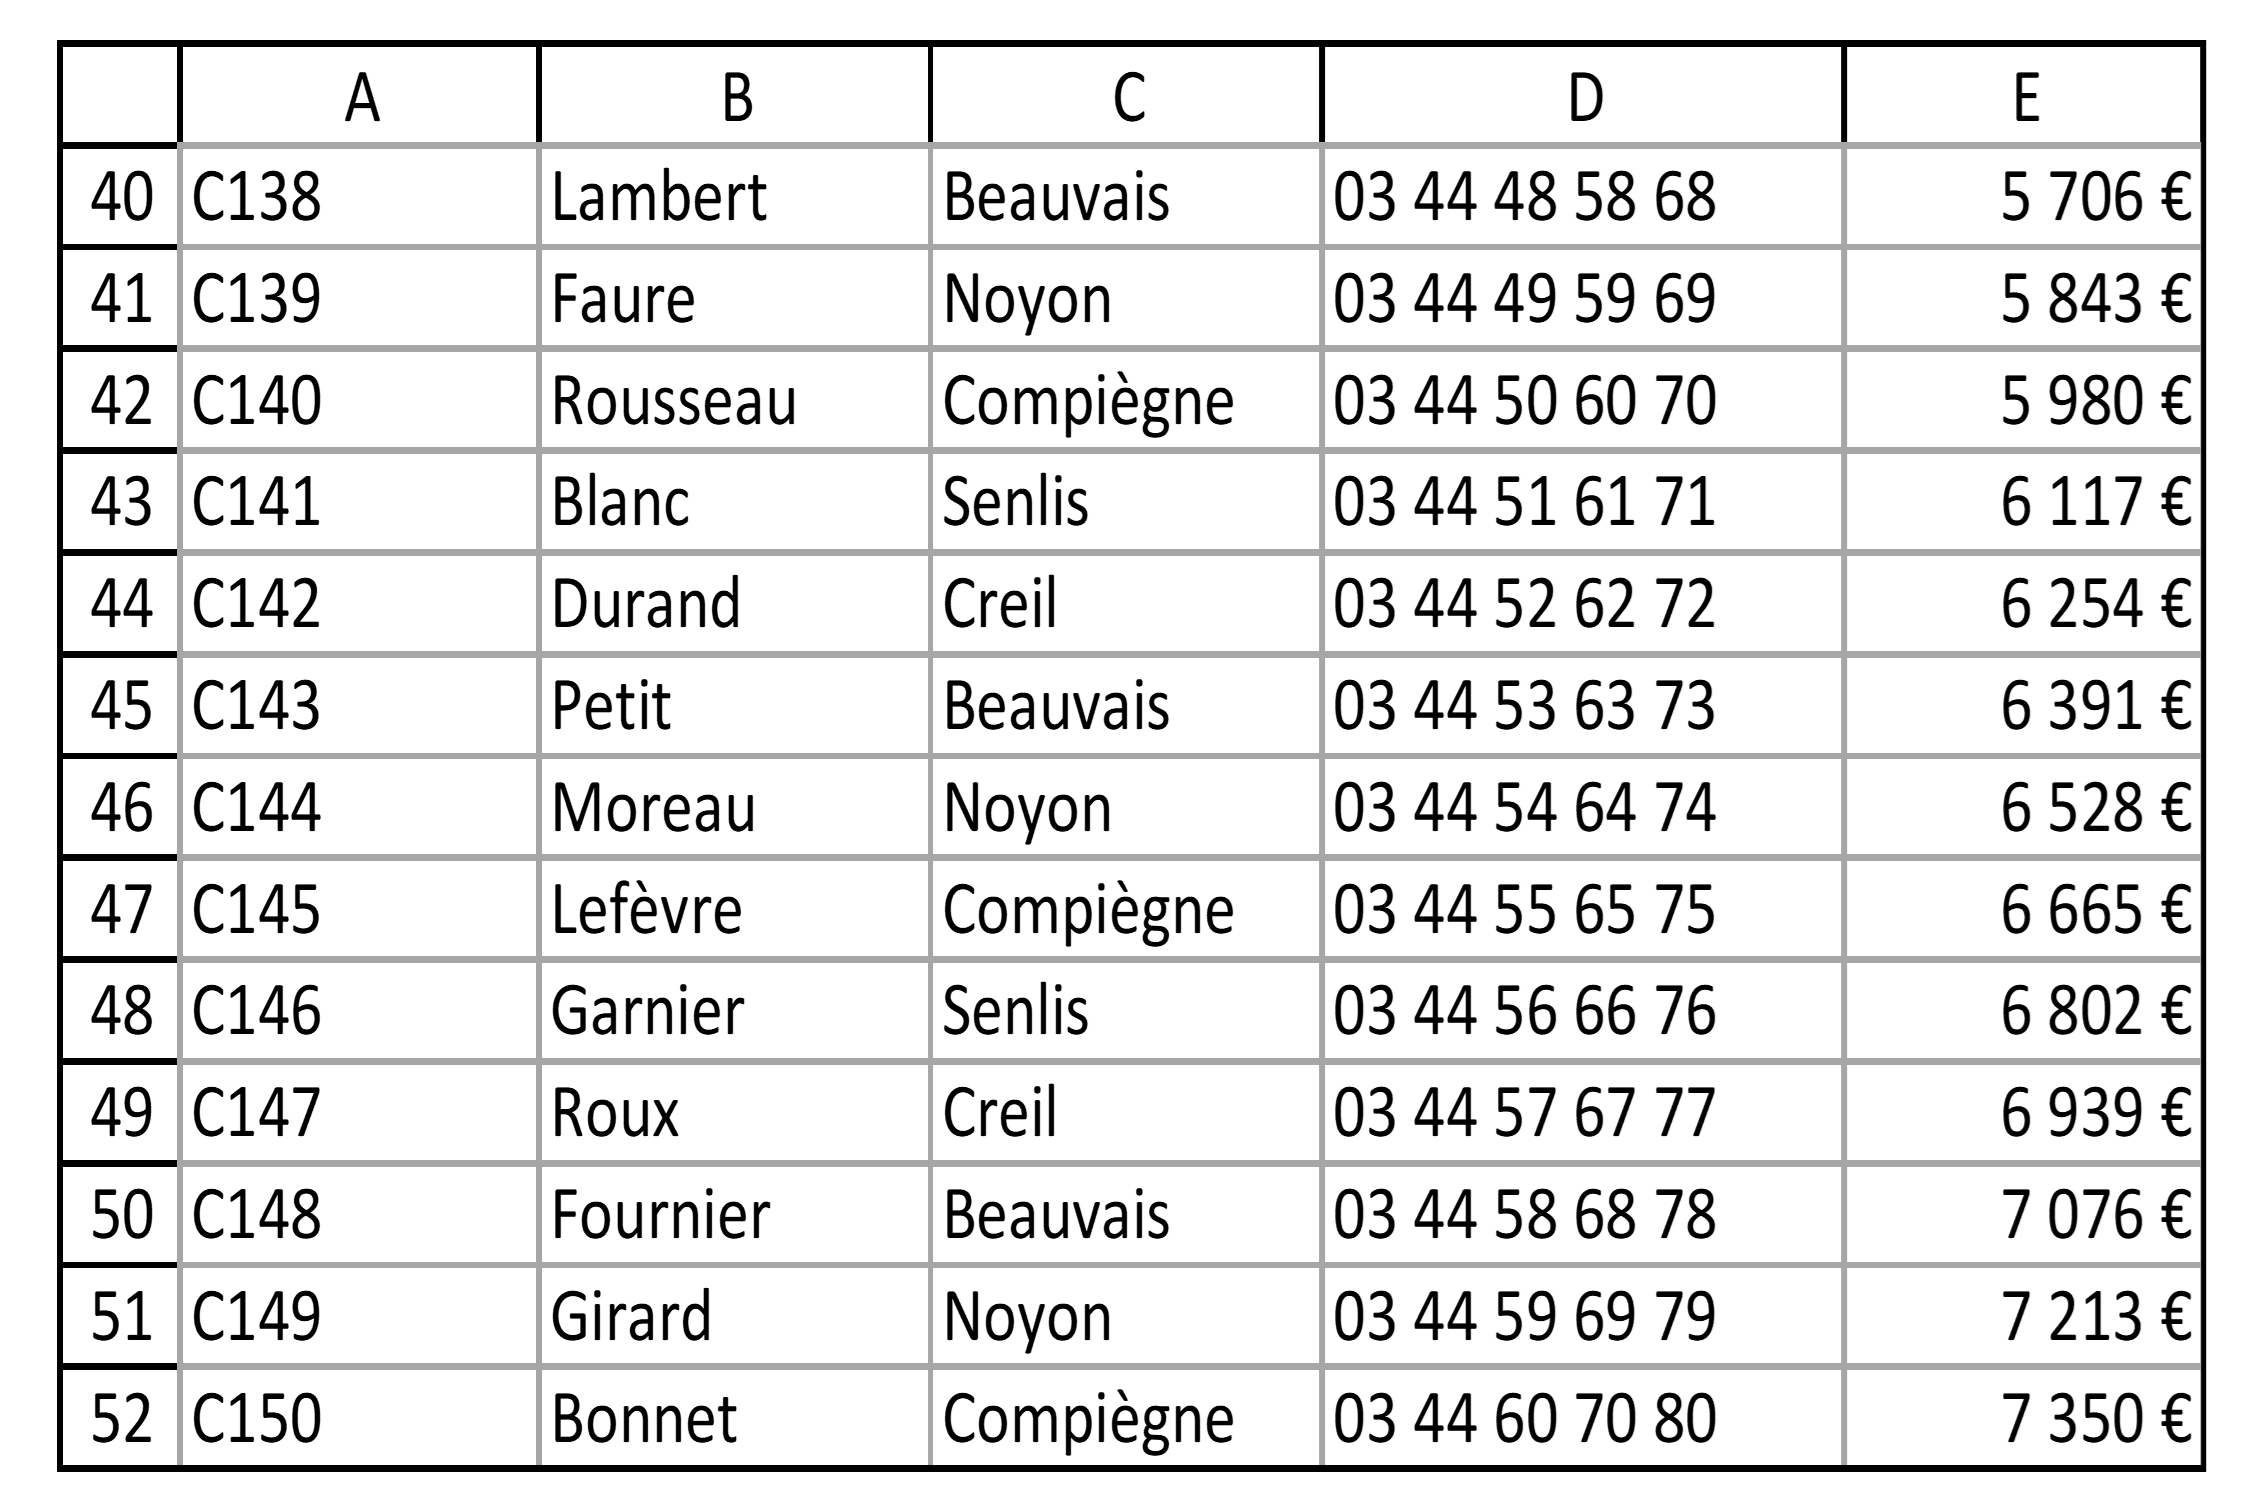 A B C D E
40 C138 Lambert Beauvais 03 44 48 58 68 5 706 €
41 C139 Faure Noyon 03 44 49 59 69 5 843 €
42 C140 Rousseau Compiègne 03 44 50 60 70 5 980 €
43 C141 Blanc Senlis 03 44 51 61 71 6 117 €
44 C142 Durand Creil 03 44 52 62 72 6 254 €
45 C143 Petit Beauvais 03 44 53 63 73 6 391 €
46 C144 Moreau Noyon 03 44 54 64 74 6 528 €
47 C145 Lefèvre Compiègne 03 44 55 65 75 6 665 €
48 C146 Garnier Senlis 03 44 56 66 76 6 802 €
49 C147 Roux Creil 03 44 57 67 77 6 939 €
50 C148 Fournier Beauvais 03 44 58 68 78 7 076 €
51 C149 Girard Noyon 03 44 59 69 79 7 213 €
52 C150 Bonnet Compiègne 03 44 60 70 80 7 350 €